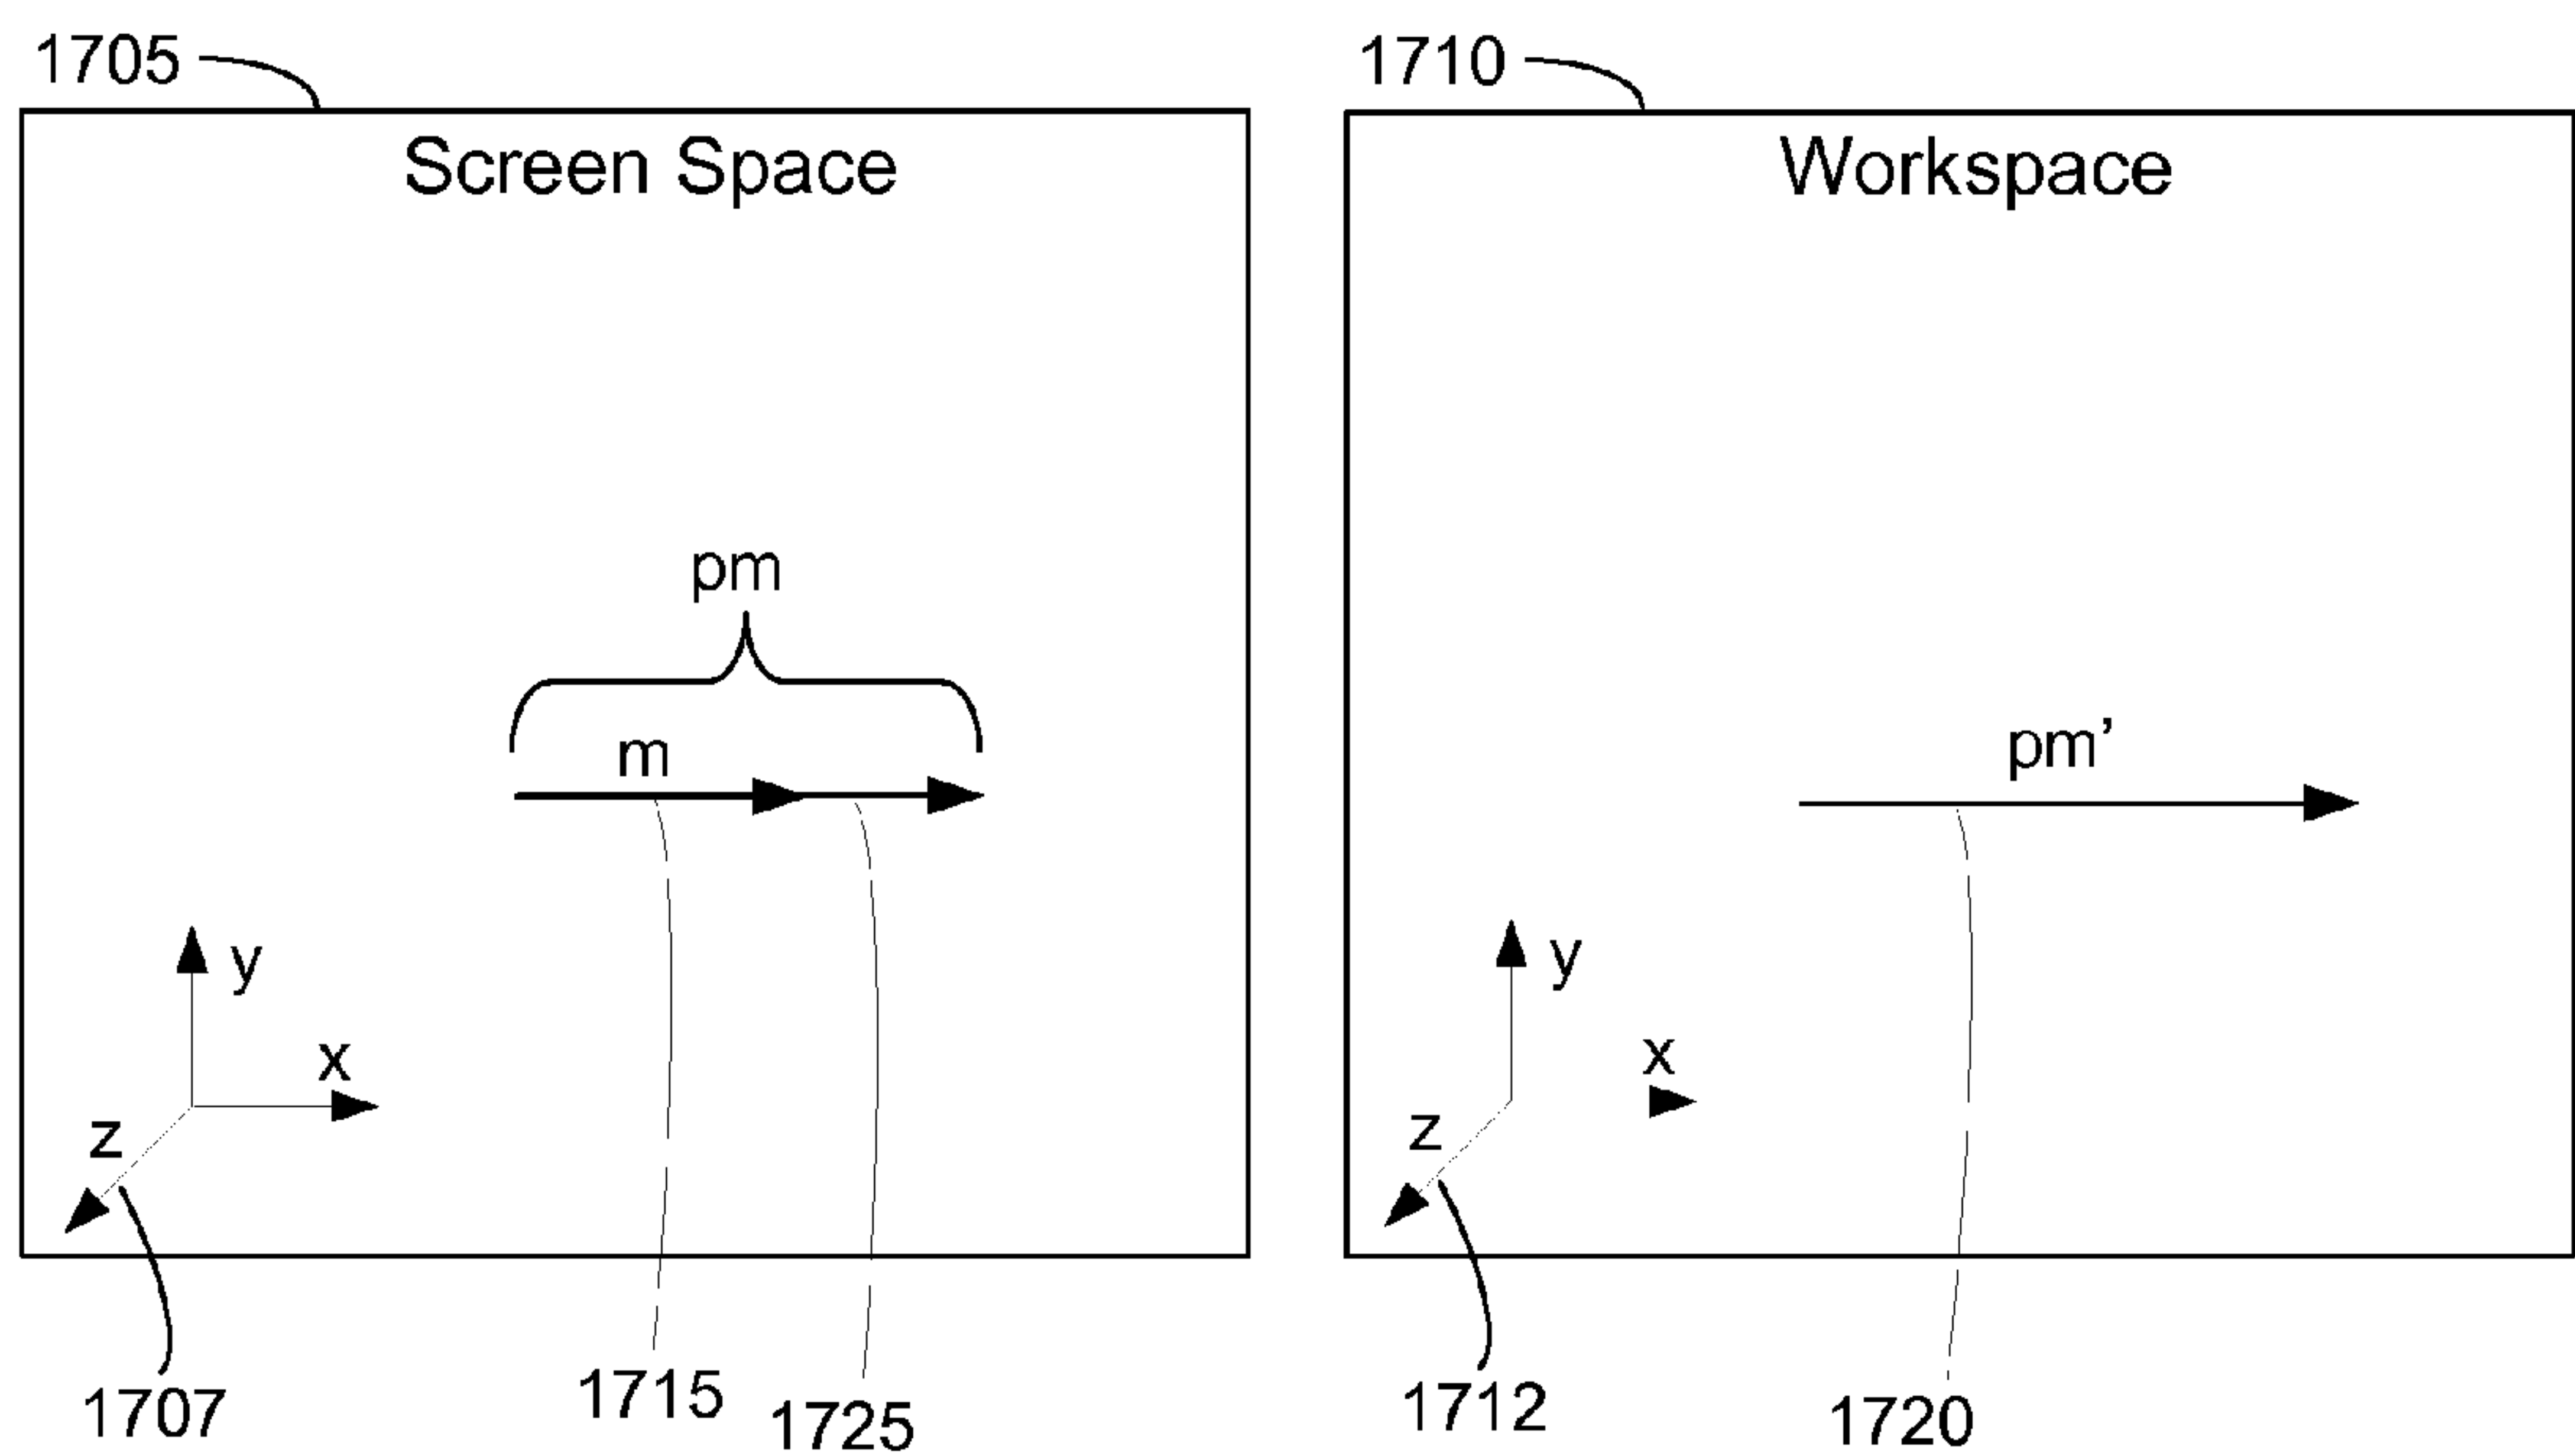 1705
1710
Screen Space
Workspace
pm
m
pm’
y
x
z
y
x
z
1707
1715
1725
1712
1720